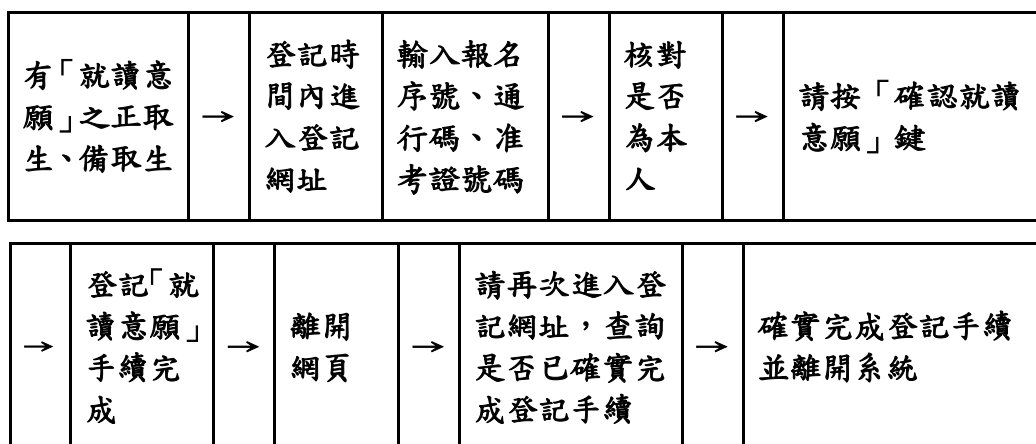 有「就讀意
願」之正取
生、備取生
→
登記時
間內進
入登記
網址
輸入報名
序號、通
行碼、准
考證號碼
→
核對
是否
為本
人
→
請按「確認就讀
意願」鍵
→
登記「就
讀意願」
手續完
成
→
離開
網頁
→
請再次進入登
記網址，查詢
是否已確實完
成登記手續
→
確實完成登記手續
並離開系統